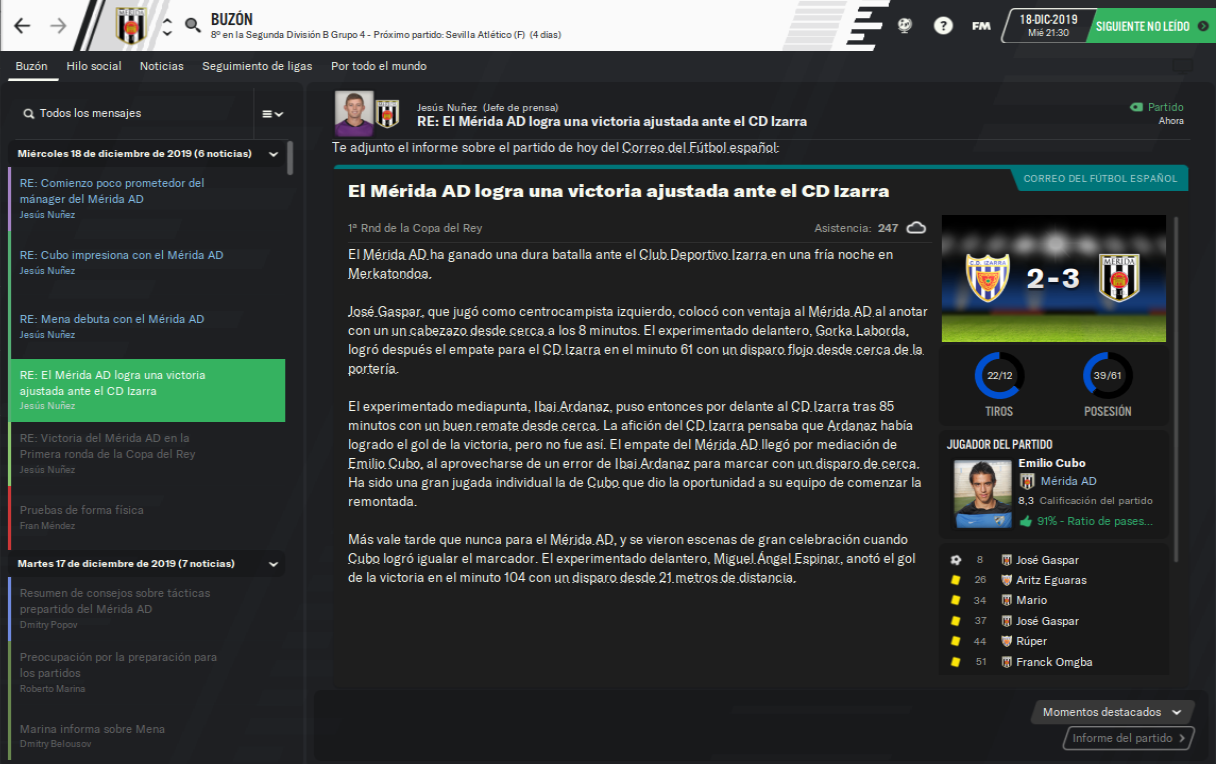 BUZÓN
8º en la Segunda División B Grupo 4 - Próximo partido: Sevilla Atlético (F) (4 días)
FM
18-DIC-2019
Mié 21:30
SIGUIENTE NO LEÍDO
Buzón Hilo social Noticias Seguimiento de ligas Por todo el mundo
Todos los mensajes
Miércoles 18 de diciembre de 2019 (6 noticias)
RE: Comienzo poco prometedor del
mánager del Mérida AD
Jesús Nuñez
RE: Cubo impresiona con el Mérida AD
Jesús Nuñez
RE: Mena debuta con el Mérida AD
Jesús Nuñez
RE: El Mérida AD logra una victoria
ajustada ante el CD Izarra
Jesús Nuñez
RE: Victoria del Mérida AD en la
Primera ronda de la Copa del Rey
Jesús Nuñez
Pruebas de forma física
Fran Méndez
Martes 17 de diciembre de 2019 (7 noticias)
Resumen de consejos sobre tácticas
prepartido del Mérida AD
Dmitry Popov
Preocupación por la preparación para
los partidos
Roberto Marina
Marina informa sobre Mena
Dmitry Belousov
Jesús Nuñez (Jefe de prensa)
RE: El Mérida AD logra una victoria ajustada ante el CD Izarra
Partido
Ahora
Te adjunto el informe sobre el partido de hoy del Correo del Fútbol español:
CORREO DEL FÚTBOL ESPAÑOL
El Mérida AD logra una victoria ajustada ante el CD Izarra
1ª Rnd de la Copa del Rey
Asistencia: 247
El Mérida AD ha ganado una dura batalla ante el Club Deportivo Izarra en una fría noche en
Merkatondoa.
José Gaspar, que jugó como centrocampista izquierdo, colocó con ventaja al Mérida AD al anotar
con un un cabezazo desde cerca a los 8 minutos. El experimentado delantero, Gorka Laborda,
logró después el empate para el CD Izarra en el minuto 61 con un disparo flojo desde cerca de la
portería.
El experimentado mediapunta, Ibai Ardanaz, puso entonces por delante al CD Izarra tras 85
minutos con un buen remate desde cerca. La afición del CD Izarra pensaba que Ardanaz había
logrado el gol de la victoria, pero no fue así. El empate del Mérida AD llegó por mediación de
Emilio Cubo, al aprovecharse de un error de Ibai Ardanaz para marcar con un disparo de cerca.
Ha sido una gran jugada individual la de Cubo que dio la oportunidad a su equipo de comenzar la
remontada.
Más vale tarde que nunca para el Mérida AD, y se vieron escenas de gran celebración cuando
Cubo logró igualar el marcador. El experimentado delantero, Miguel Ángel Espinar, anotó el gol
de la victoria en el minuto 104 con un disparo desde 21 metros de distancia.
C.D. IZARRA
2-3
MÉRIDA
22/12
TIROS
39/61
POSESIÓN
JUGADOR DEL PARTIDO
Emilio Cubo
Mérida AD
8,3 Calificación del partido
91% - Ratio de pases...
8 José Gaspar
26 Aritz Eguaras
34 Mario
37 José Gaspar
44 Rúper
51 Franck Omgba
Momentos destacados
Informe del partido